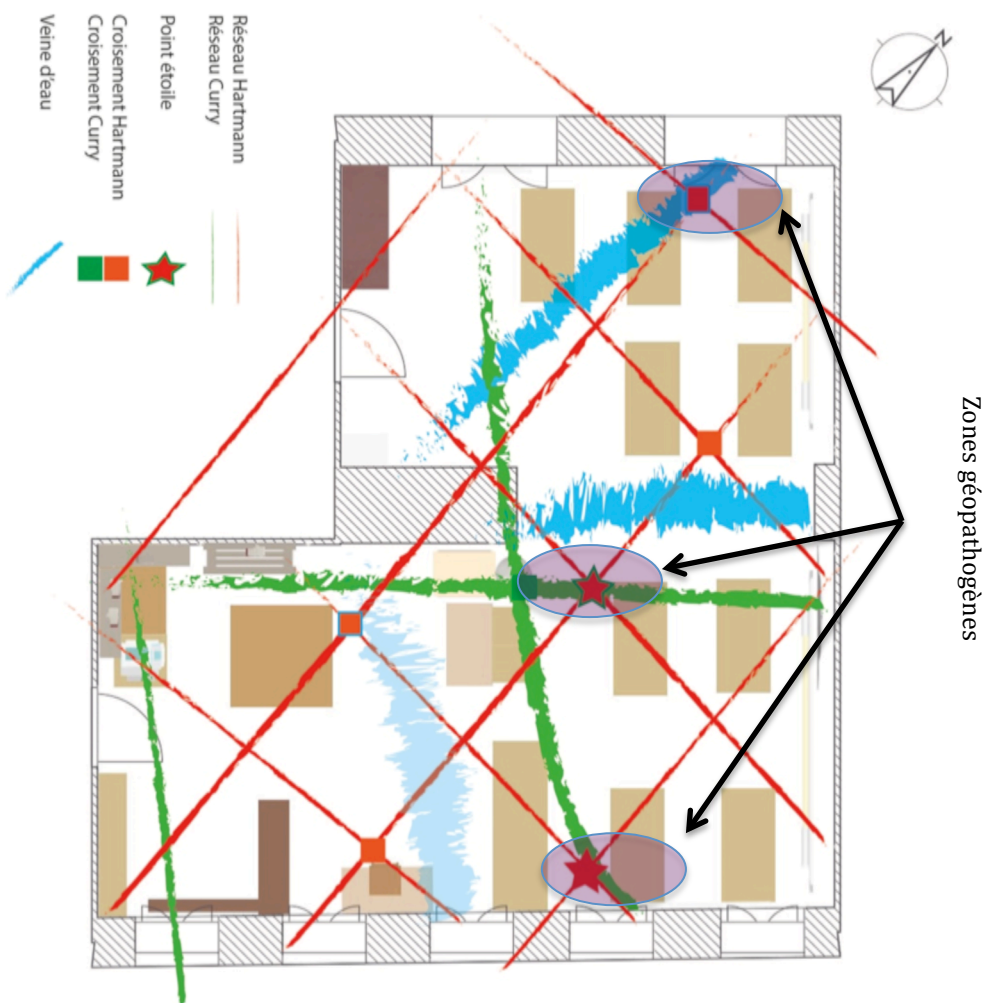 N
Réseau Hartmann
Réseau Curry
Point étoile
Croisement Hartmann
Croisement Curry
Veine d'eau
Zones géopathogènes